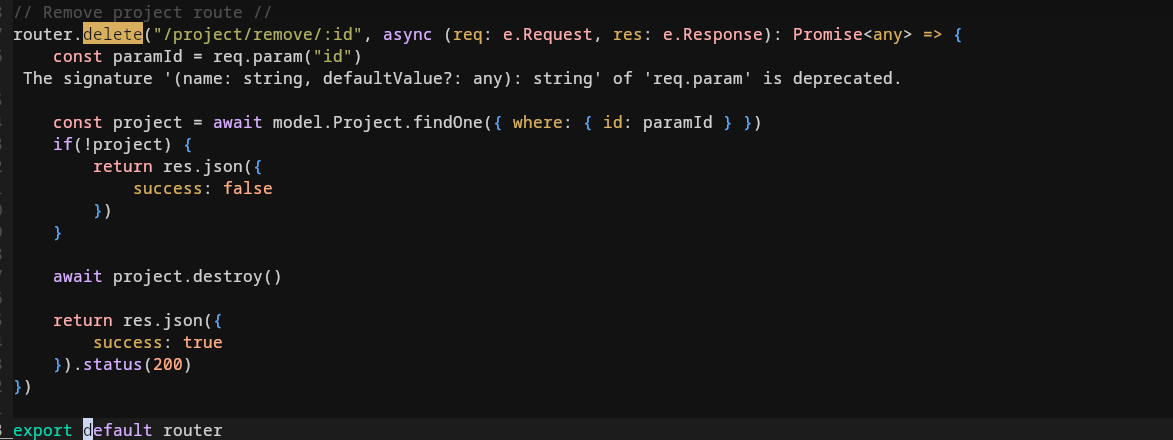 // Remove project route //
router.delete("/project/remove/:id", async (req: e.Request, res: e.Response): Promise<any> => {
    const paramId = req.param("id")
 The signature '(name: string, defaultValue?: any): string' of 'req.param' is deprecated.

    const project = await model.Project.findOne({ where: { id: paramId } })
    if(!project) {
        return res.json({
            success: false
        })
    }

    await project.destroy()

    return res.json({
        success: true
    }).status(200)
})

export default router